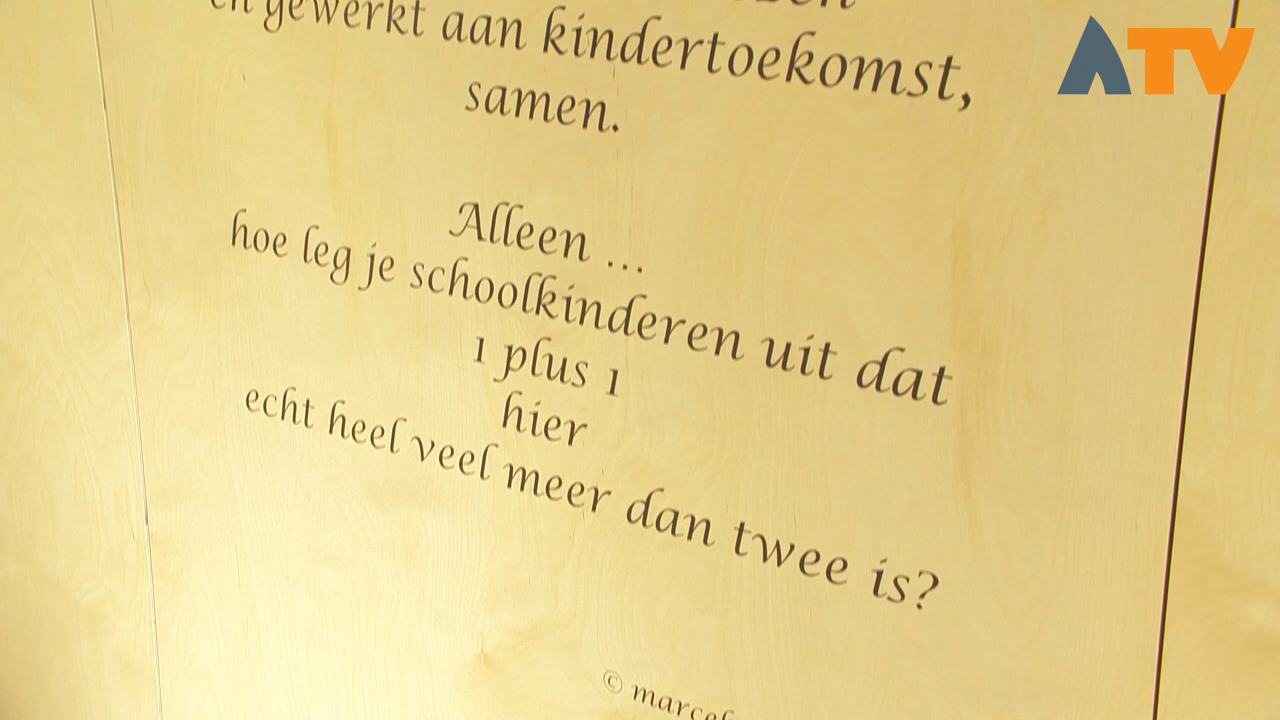 en gewerkt aan kindertoekomst,
samen.
Alleen ...
hoe leg je schoolkinderen uit dat
1 plus 1
hier
echt heel veel meer dan twee is?
© marcel
ATV